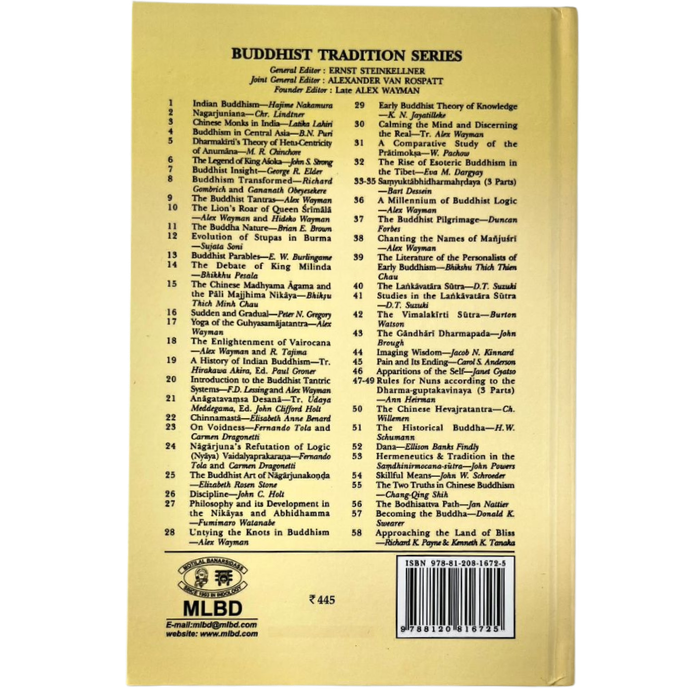 BUDDHIST TRADITION SERIES
General Editor : ERNST STEINKELLNER
Joint General Editor : ALEXANDER VAN ROSPATT
Founder Editor : Late ALEX WAYMAN
1 Indian Buddhism—Hajime Nakamura
2 Nagarjuniana—Chr. Lindtner
3 Chinese Monks in India—Latika Lahiri
4 Buddhism in Central Asia—B.N. Puri
5 Dharmakīrti's Theory of Hetu-Centricity
of Anumāna—M. R. Chinchore
6 The Legend of King Aśoka—John S. Strong
7 Buddhist Insight—George R. Elder
8 Buddhism Transformed—Richard
Gombrich and Gananath Obeyesekere
9 The Buddhist Tantras—Alex Wayman
10 The Lion's Roar of Queen Śrīmālā
—Alex Wayman and Hideko Wayman
11 The Buddha Nature—Brian E. Brown
12 Evolution of Stupas in Burma
—Sujata Soni
13 Buddhist Parables—E. W. Burlingame
14 The Debate of King Milinda
—Bhikkhu Pesala
15 The Chinese Madhyama Āgama and
the Pāli Majjhima Nikāya—Bhikṣu
Thich Minh Chau
16 Sudden and Gradual—Peter N. Gregory
17 Yoga of the Guhyasamājatantra—Alex
Wayman
18 The Enlightenment of Vairocana
—Alex Wayman and R. Tajima
19 A History of Indian Buddhism—Tr.
Hirakawa Akira, Ed. Paul Groner
20 Introduction to the Buddhist Tantric
Systems—F.D. Lessing and Alex Wayman
21 Anāgatavaṃsa Desanā—Tr. Udaya
Meddegama, Ed. John Clifford Holt
22 Chinnamastā—Elisabeth Anne Benard
23 On Voidness—Fernando Tola and
Carmen Dragonetti
24 Nāgārjuna's Refutation of Logic
(Nyāya) Vaidalyaprakaraṇa—Fernando
Tola and Carmen Dragonetti
25 The Buddhist Art of Nāgārjunakoṇḍa
—Elizabeth Rosen Stone
26 Discipline—John C. Holt
27 Philosophy and its Development in
the Nikāyas and Abhidhamma
—Fumimaro Watanabe
28 Untying the Knots in Buddhism
—Alex Wayman
29 Early Buddhist Theory of Knowledge
—K. N. Jayatilleke
30 Calming the Mind and Discerning
the Real—Tr. Alex Wayman
31 A Comparative Study of the
Prātimokṣa—W. Pachow
32 The Rise of Esoteric Buddhism in
the Tibet—Eva M. Dargyay
33-35 Saṃyuktābhidharmahṛdaya (3 Parts)
—Bart Dessein
36 A Millennium of Buddhist Logic
—Alex Wayman
37 The Buddhist Pilgrimage—Duncan
Forbes
38 Chanting the Names of Mañjuśrī
—Alex Wayman
39 The Literature of the Personalists of
Early Buddhism—Bhikshu Thich Thien
Chau
40 The Laṅkāvatāra Sūtra—D.T. Suzuki
41 Studies in the Laṅkāvatāra Sūtra
—D.T. Suzuki
42 The Vimalakīrti Sūtra—Burton
Watson
43 The Gāndhārī Dharmapada—John
Brough
44 Imaging Wisdom—Jacob N. Kinnard
45 Pain and Its Ending—Carol S. Anderson
46 Apparitions of the Self—Janet Gyatso
47-49 Rules for Nuns according to the
Dharma-guptakavinaya (3 Parts)
—Ann Heirman
50 The Chinese Hevajratantra—Ch.
Willemen
51 The Historical Buddha—H.W.
Schumann
52 Dana—Ellison Banks Findly
53 Hermeneutics & Tradition in the
Saṃdhinirmocana-sūtra—John Powers
54 Skillful Means—John W. Schroeder
55 The Two Truths in Chinese Buddhism
—Chang-Qing Shih
56 The Bodhisattva Path—Jan Nattier
57 Becoming the Buddha—Donald K.
Swearer
58 Approaching the Land of Bliss
—Richard K. Payne & Kenneth K. Tanaka
MOTILAL BANARSIDASS
SINCE 1903 IN INDOLOGY
MLBD
E-mail:mlbd@mlbd.com
website: www.mlbd.com
₹ 445
ISBN 978-81-208-1672-5
9 788120 816725